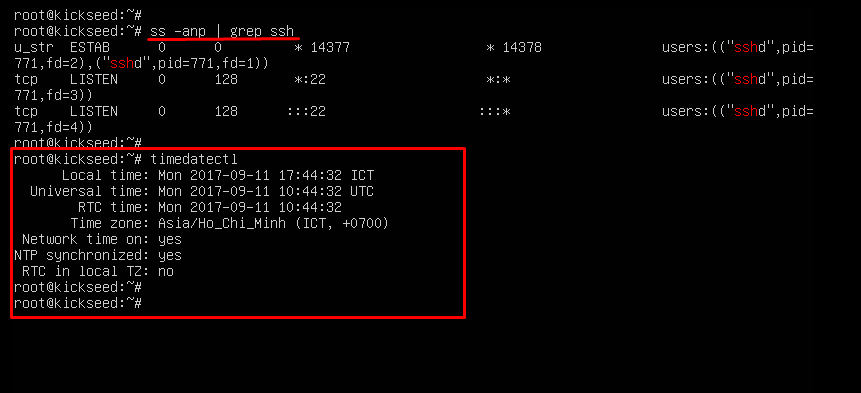 root@kickseed:~#
root@kickseed:~# ss -anp | grep ssh
u_str  ESTAB      0      0         * 14377                 * 14378               users:(("sshd",pid=
771,fd=2),("sshd",pid=771,fd=1))
tcp    LISTEN     0      128       *:22                    *:*                   users:(("sshd",pid=
771,fd=3))
tcp    LISTEN     0      128      :::22                   :::*                   users:(("sshd",pid=
771,fd=4))
root@kickseed:~#
root@kickseed:~# timedatectl
      Local time: Mon 2017-09-11 17:44:32 ICT
  Universal time: Mon 2017-09-11 10:44:32 UTC
        RTC time: Mon 2017-09-11 10:44:32
       Time zone: Asia/Ho_Chi_Minh (ICT, +0700)
 Network time on: yes
NTP synchronized: yes
 RTC in local TZ: no
root@kickseed:~#
root@kickseed:~#